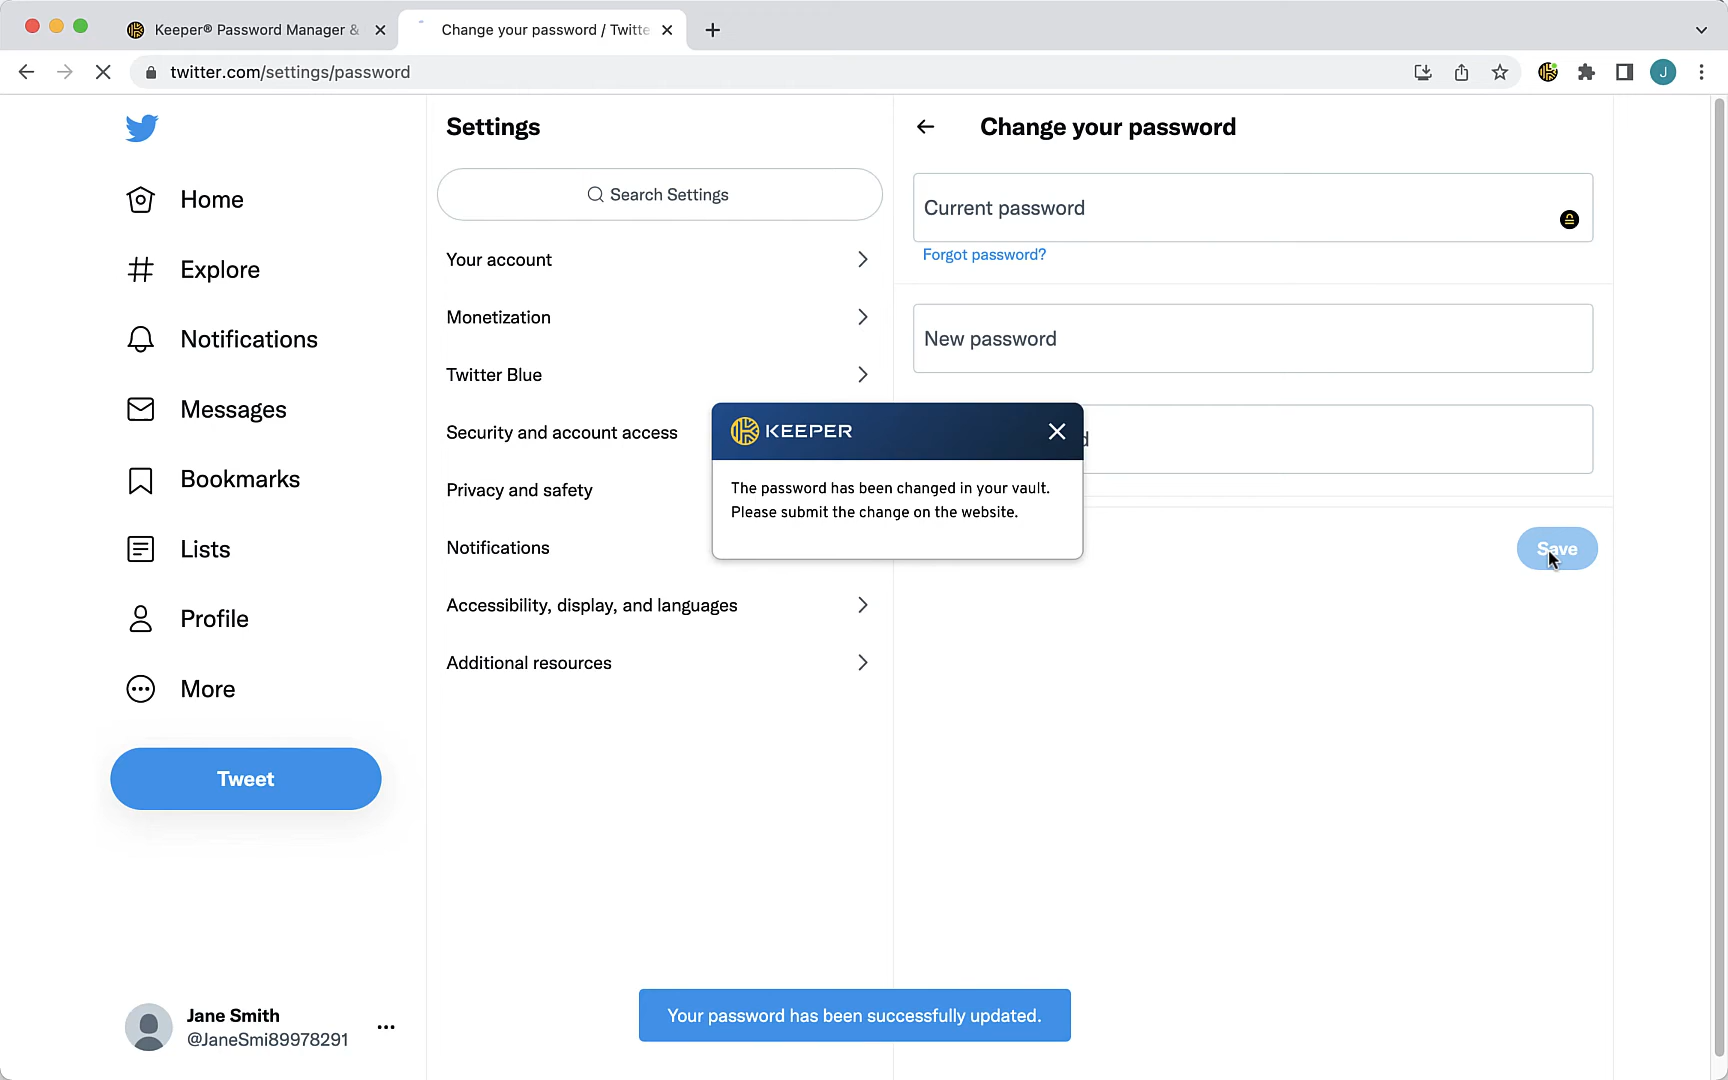 Keeper® Password Manager &
Change your password / Twitte
twitter.com/settings/password
J
Home
Explore
Notifications
Messages
Bookmarks
Lists
Profile
More
Tweet
Jane Smith
@JaneSmi89978291
Settings
Search Settings
Your account
Monetization
Twitter Blue
Security and account access
Privacy and safety
Notifications
Accessibility, display, and languages
Additional resources
Change your password
Current password
Forgot password?
New password
d
KEEPER
The password has been changed in your vault.
Please submit the change on the website.
Save
Your password has been successfully updated.